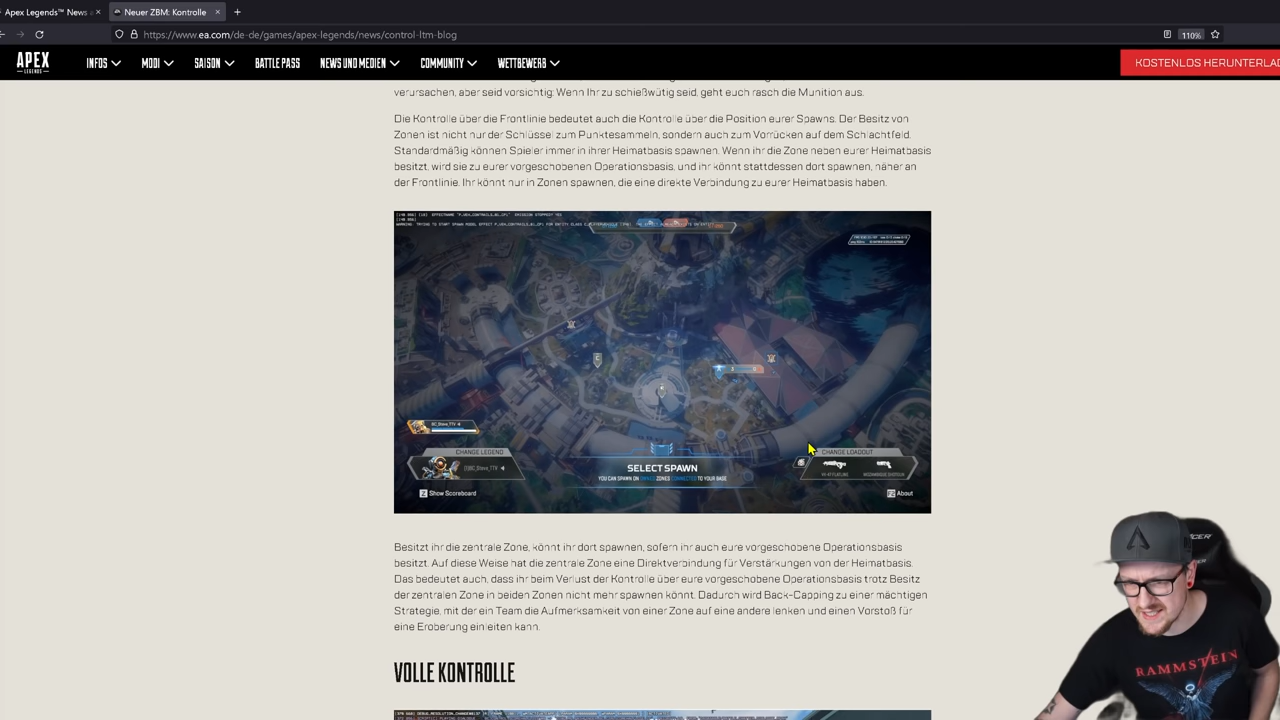 Apex Legends™ News
Neuer ZBM: Kontrolle
https://www.ea.com/de-de/games/apex-legends/news/control-ltm-blog
110%
APEX
LEGENDS
INFOS
MODI
SAISON
BATTLE PASS
NEWS UND MEDIEN
COMMUNITY
WETTBEWERB
KOSTENLOS HERUNTERLAD
verursachen, aber seid vorsichtig: Wenn Ihr zu schießwütig seid, geht euch rasch die Munition aus.
Die Kontrolle über die Frontlinie bedeutet auch die Kontrolle über die Position eurer Spawns. Der Besitz von
Zonen ist nicht nur der Schlüssel zum Punktesammeln, sondern auch zum Vorrücken auf dem Schlachtfeld.
Standardmäßig können Spieler immer in ihrer Heimatbasis spawnen. Wenn ihr die Zone neben eurer Heimatbasis
besitzt, wird sie zu eurer vorgeschobenen Operationsbasis, und ihr könnt stattdessen dort spawnen, näher an
der Frontlinie. Ihr könnt nur in Zonen spawnen, die eine direkte Verbindung zu eurer Heimatbasis haben.
C
CHANGE LEGEND
SELECT SPAWN
YOU CAN SPAWN ON OWNED ZONES CONNECTED TO YOUR BASE
CHANGE LOADOUT
Z Show Scoreboard
F2 About
Besitzt ihr die zentrale Zone, könnt ihr dort spawnen, sofern ihr auch eure vorgeschobene Operationsbasis
besitzt. Auf diese Weise hat die zentrale Zone eine Direktverbindung für Verstärkungen von der Heimatbasis.
Das bedeutet auch, dass ihr beim Verlust der Kontrolle über eure vorgeschobene Operationsbasis trotz Besitz
der zentralen Zone in beiden Zonen nicht mehr spawnen könnt. Dadurch wird Back-Capping zu einer mächtigen
Strategie, mit der ein Team die Aufmerksamkeit von einer Zone auf eine andere lenken und einen Vorstoß für
eine Eroberung einleiten kann.
VOLLE KONTROLLE
RAMMSTEIN